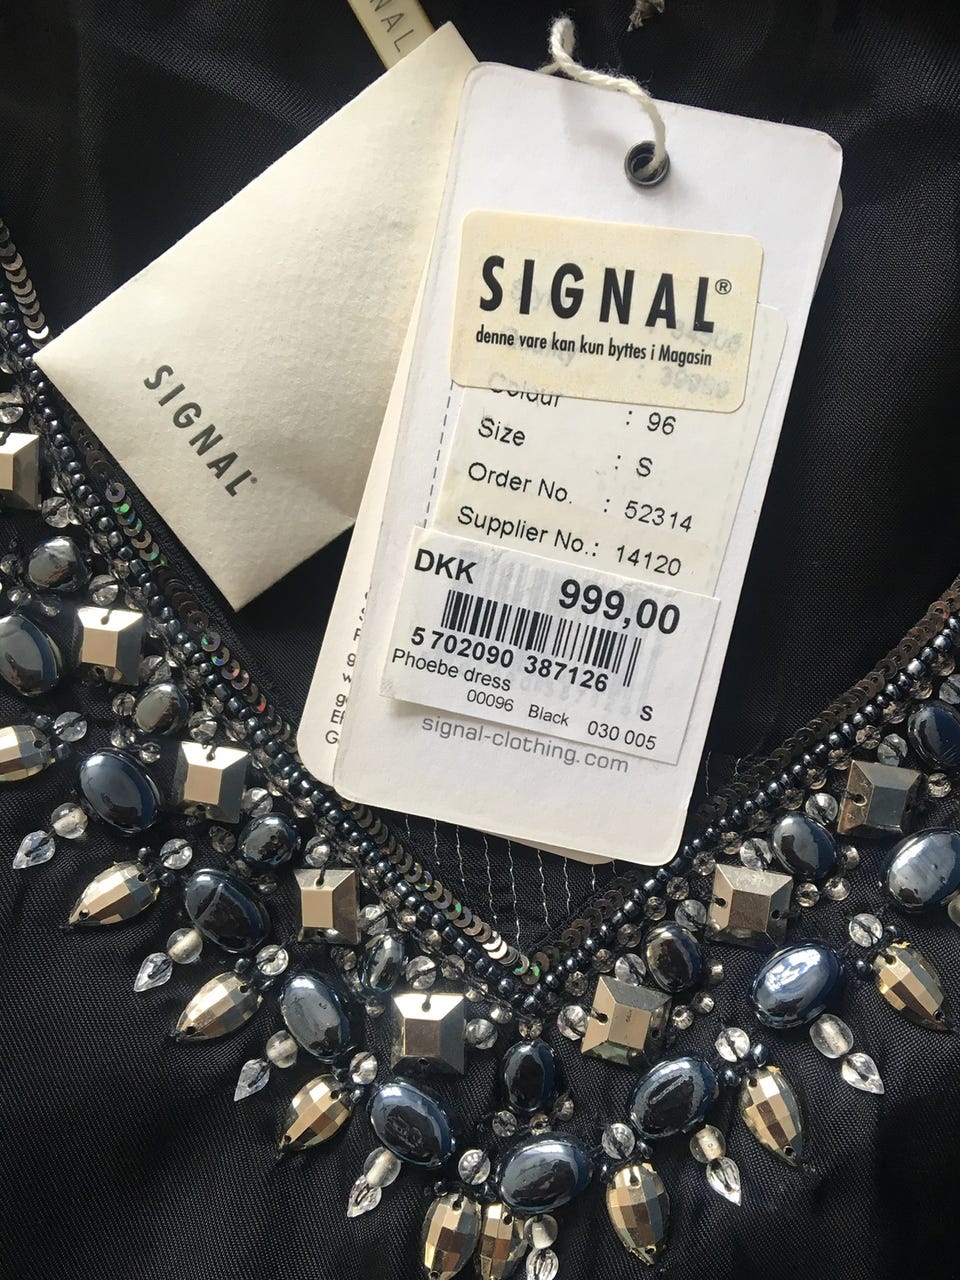 NAL
SIGNAL®
SIGNAL®
denne vare kan kun byttes i Magasin
Colour : 96
Size : S
Order No. : 52314
Supplier No.: 14120
DKK 999,00
5 702090 387126
Phoebe dress S
00096 Black 030 005
signal-clothing.com